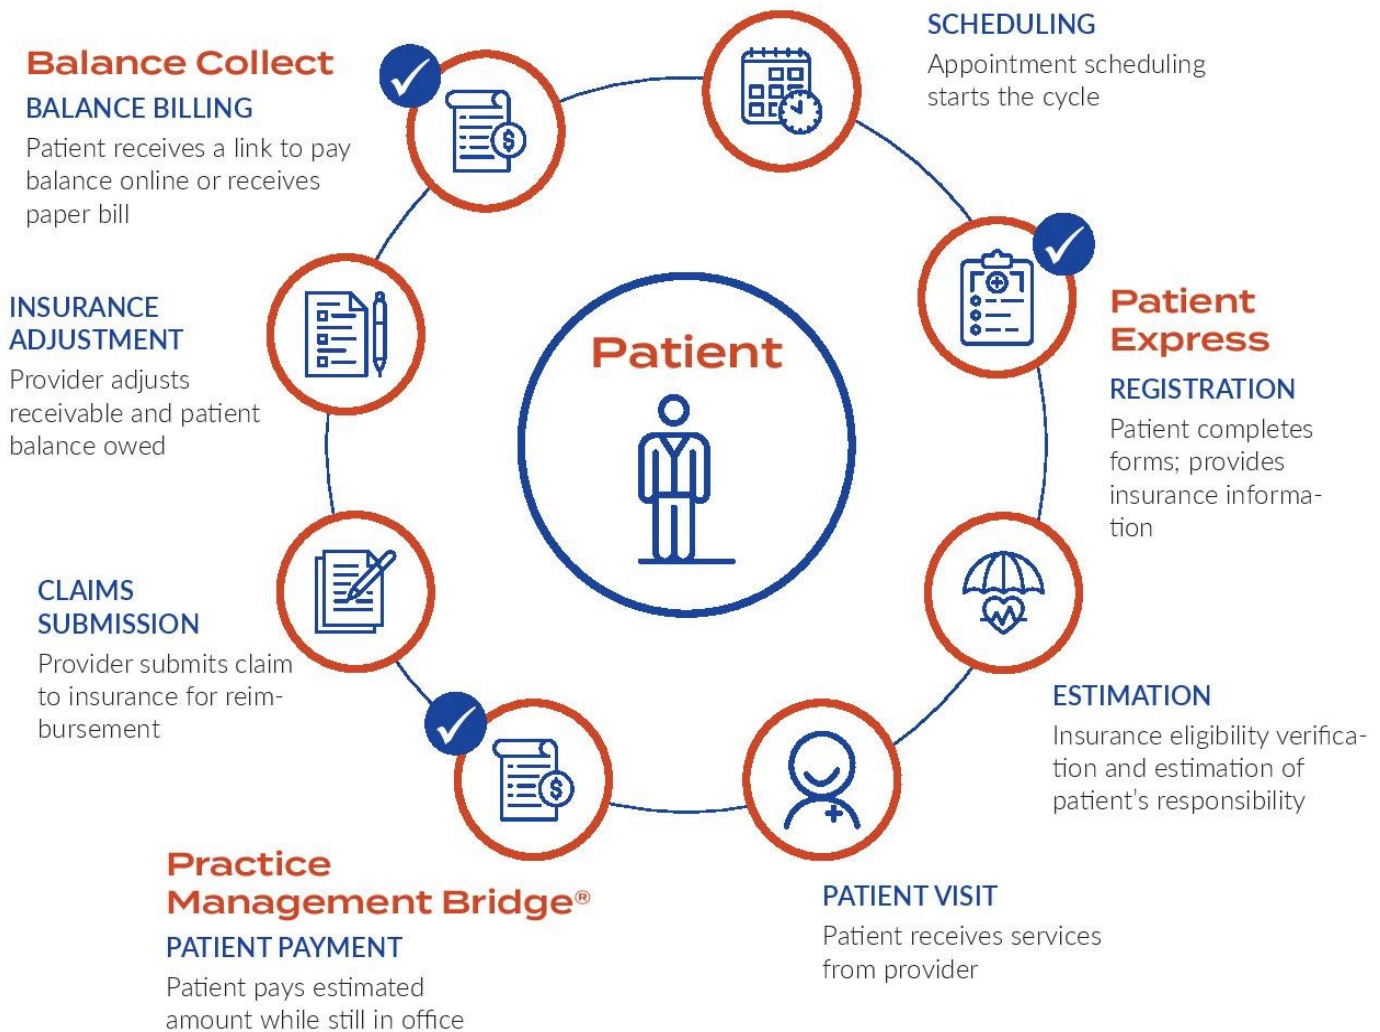 SCHEDULING
Appointment scheduling
starts the cycle
Patient
Express
REGISTRATION
Patient completes
forms; provides
insurance informa-
tion
ESTIMATION
Insurance eligibility verifica-
tion and estimation of
patient's responsibility
PATIENT VISIT
Patient receives services
from provider
Practice
Management Bridge®
PATIENT PAYMENT
Patient pays estimated
amount while still in office
CLAIMS
SUBMISSION
Provider submits claim
to insurance for reim-
bursement
INSURANCE
ADJUSTMENT
Provider adjusts
receivable and patient
balance owed
Balance Collect
BALANCE BILLING
Patient receives a link to pay
balance online or receives
paper bill
Patient
$
$